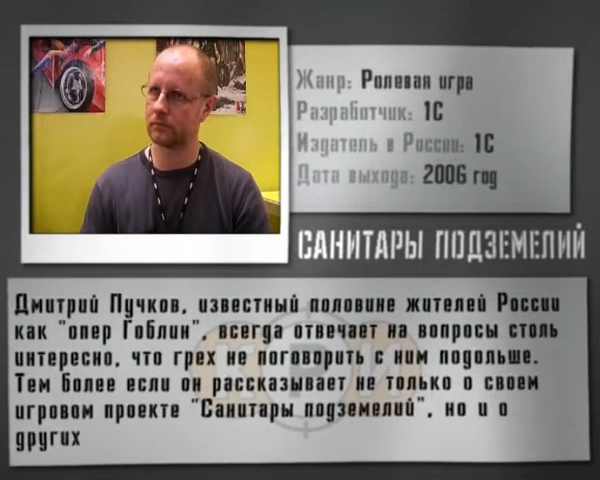 Жанр: Ролевая игра
Разработчик: 1С
Издатель в России: 1С
Дата выхода: 2006 год
САНИТАРЫ ПОДЗЕМЕЛИЙ
Дмитрий Пучков, известный половине жителей России
как "опер Гоблин", всегда отвечает на вопросы столь
интересно, что грех не поговорить с ним подольше.
Тем более если он рассказывает не только о своем
игровом проекте "Санитары подземелий", но и о
других
КРИ